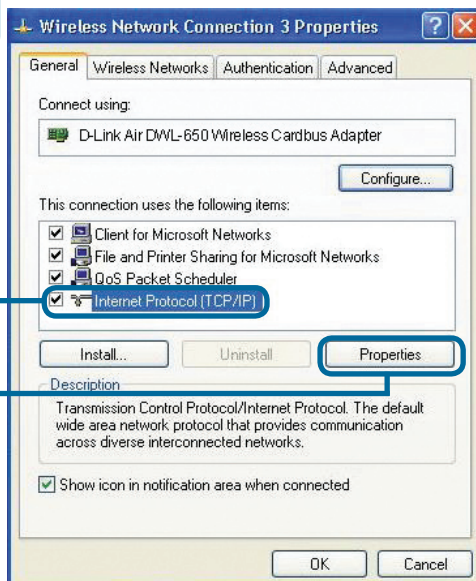 Wireless Network Connection 3 Properties
General Wireless Networks Authentication Advanced
Connect using:
D-Link Air DWL-650 Wireless Cardbus Adapter
Configure...
This connection uses the following items:
Client for Microsoft Networks
File and Printer Sharing for Microsoft Networks
QoS Packet Scheduler
Internet Protocol (TCP/IP)
Install... Uninstall Properties
Description
Transmission Control Protocol/Internet Protocol. The default
wide area network protocol that provides communication
across diverse interconnected networks.
Show icon in notification area when connected
OK Cancel